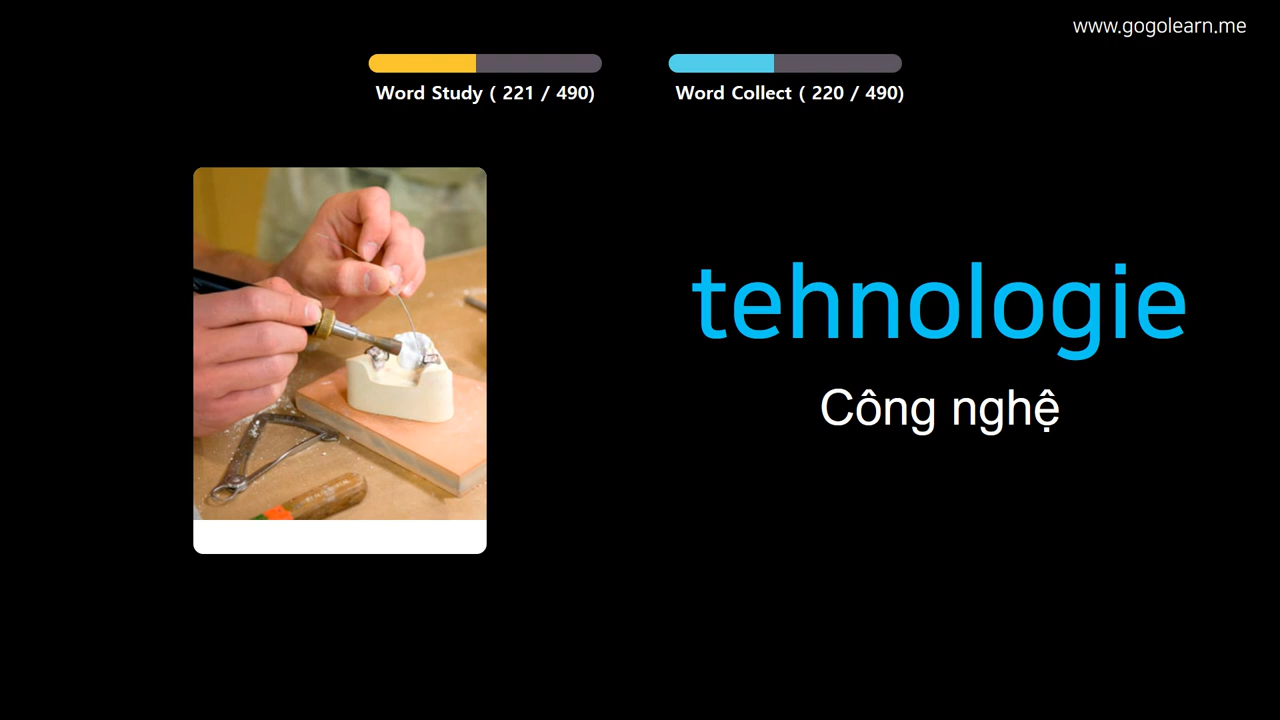 www.gogolearn.me
Word Study ( 221 / 490)
Word Collect ( 220 / 490)
tehnologie
Công nghệ